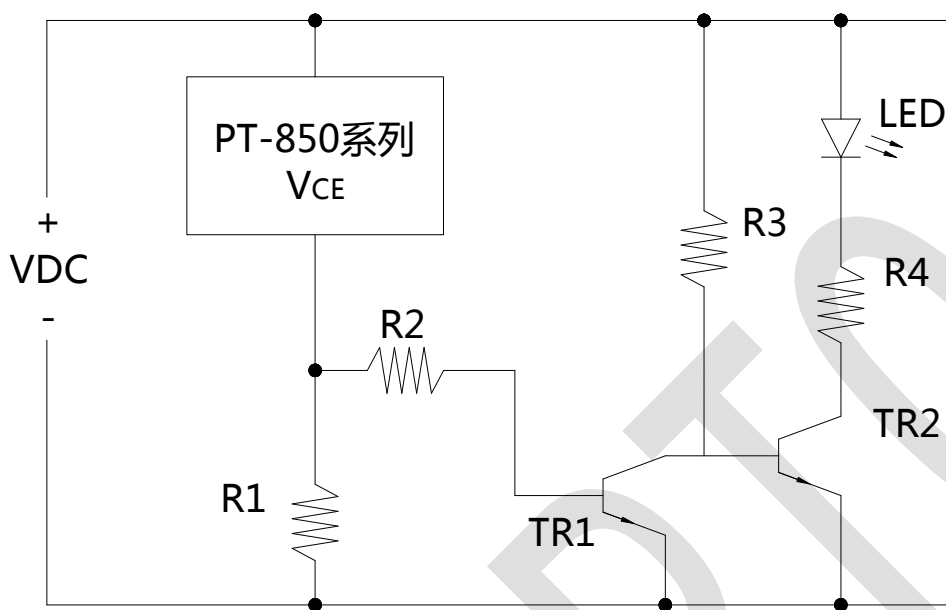 PT-850系列
VCE
LED
+
VDC
-
R3
R4
R2
TR2
R1
TR1